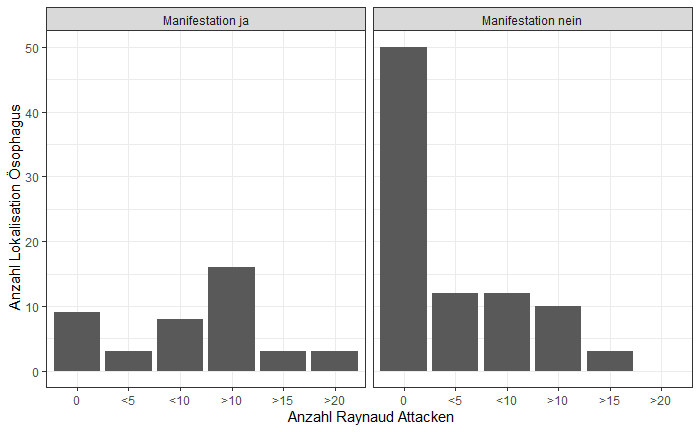 Manifestation ja
Manifestation nein
Anzahl Lokalisation Ösophagus
50
40
30
20
10
0
0 <5 <10 >10 >15 >20
0 <5 <10 >10 >15 >20
Anzahl Raynaud Attacken